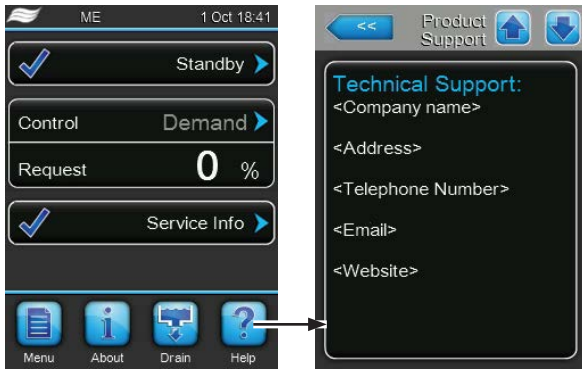 ME 1 Oct 18:41
Standby
Control Demand
Request 0 %
Service Info
Menu About Drain Help
<<
Product
Support
Technical Support:
<Company name>
<Address>
<Telephone Number>
<Email>
<Website>